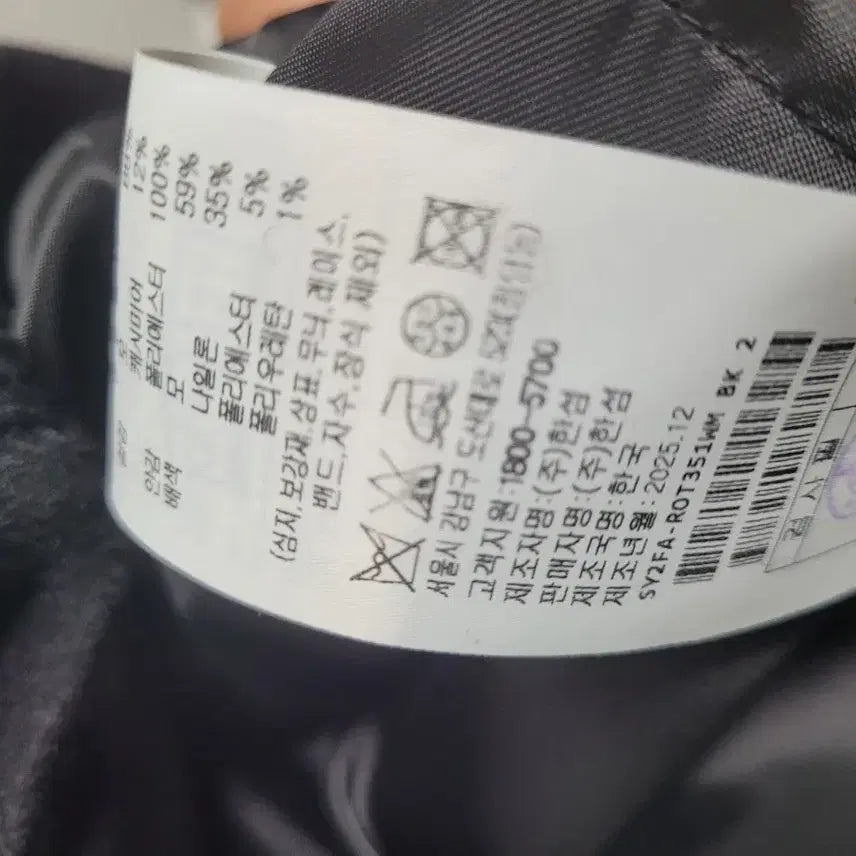 캐시미어 12%
안감 폴리에스터 100%
배색 모 59%
나일론 35%
폴리에스터 5%
폴리우레탄 1%
(심지,보강재,상표,무늬,레이스,
밴드,자수,장식 제외)
서울시 강남구 도산대로
고객지원:1800-5700
제조자명:(주)한섬
판매자명:(주)한섬
제조국명:한국
제조년월:2025.12
SY2FA-ROT351WM BK 2